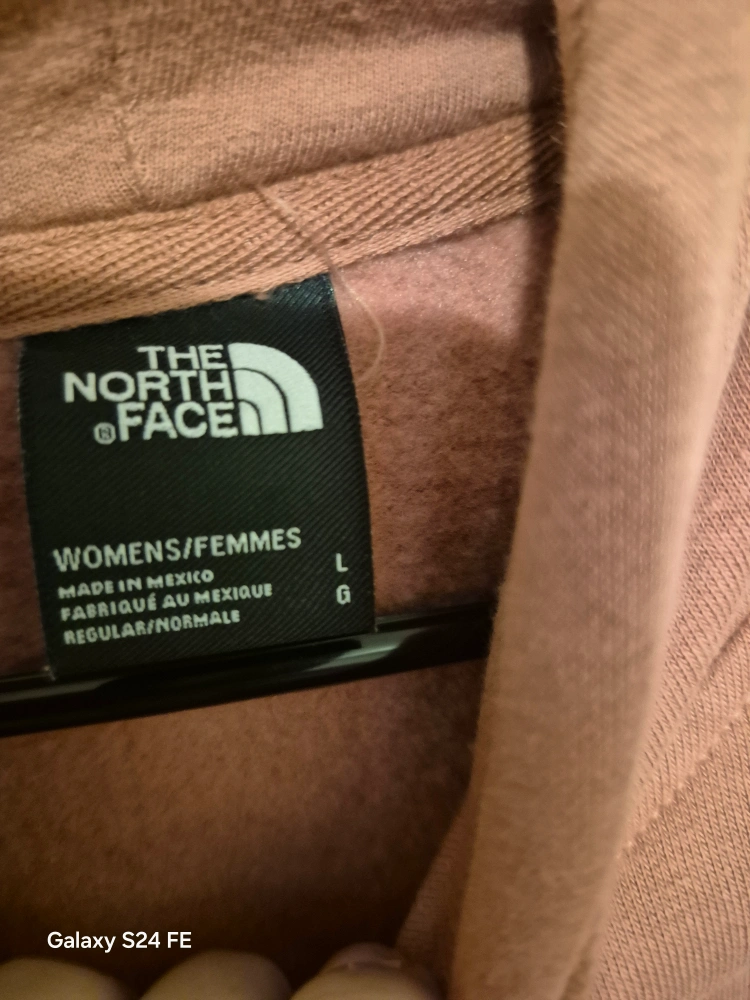 THE
NORTH
®FACE
WOMENS/FEMMES
MADE IN MEXICO
FABRIQUÉ AU MEXIQUE
REGULAR/NORMALE
L
G
Galaxy S24 FE